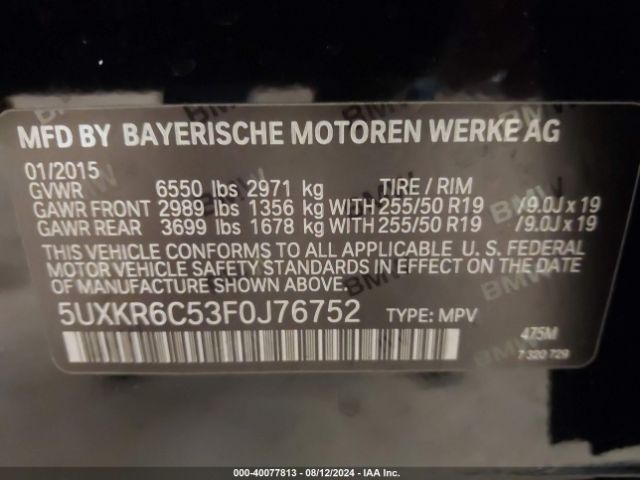 MFD BY BAYERISCHE MOTOREN WERKE AG
01/2015
GVWR 6550 lbs 2971 kg TIRE / RIM
GAWR FRONT 2989 lbs 1356 kg WITH 255/50 R19 /9.0J x 19
GAWR REAR 3699 lbs 1678 kg WITH 255/50 R19 /9.0J x 19
THIS VEHICLE CONFORMS TO ALL APPLICABLE U.S. FEDERAL
MOTOR VEHICLE SAFETY STANDARDS IN EFFECT ON THE DATE
OF MANUFACTURE SHOWN ABOVE.
5UXKR6C53F0J76752 TYPE: MPV
475M
7 320 729
000-40077813 - 08/12/2024 - IAA Inc.